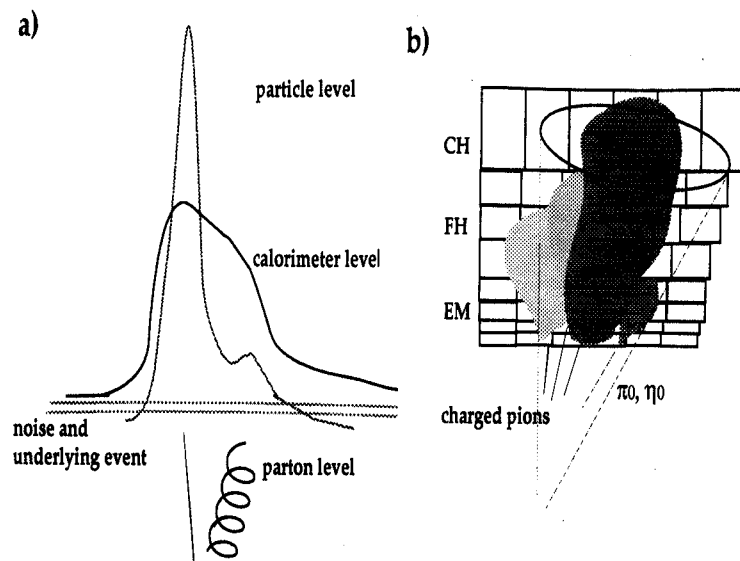 a)
particle level
calorimeter level
noise and
underlying event
parton level
b)
CH
FH
EM
π0, η0
charged pions